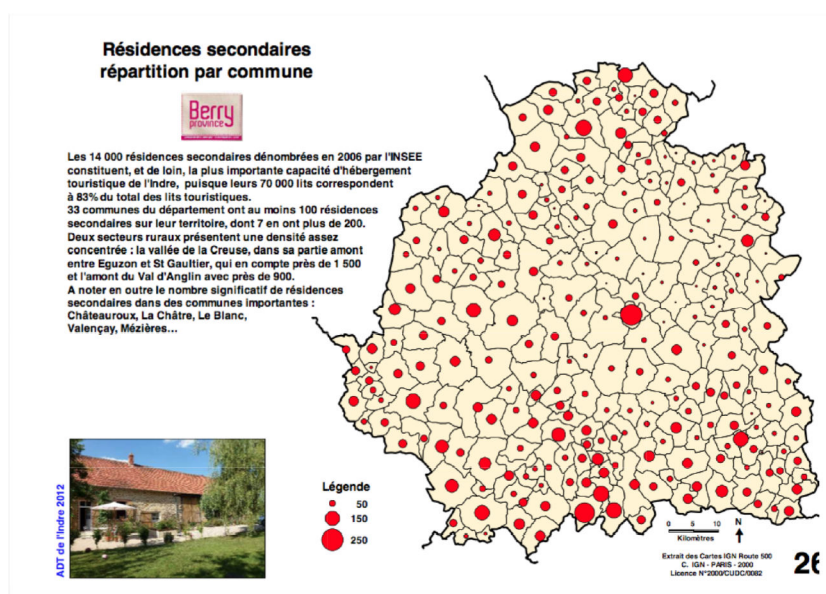 Résidences secondaires
répartition par commune
Berry
province
Les 14 000 résidences secondaires dénombrées en 2006 par l'INSEE
constituent, et de loin, la plus importante capacité d'hébergement
touristique de l'Indre, puisque leurs 70 000 lits correspondent
à 83% du total des lits touristiques.
33 communes du département ont au moins 100 résidences
secondaires sur leur territoire, dont 7 en ont plus de 200.
Deux secteurs ruraux présentent une densité assez
concentrée : la vallée de la Creuse, dans sa partie amont
entre Eguzon et St Gaultier, qui en compte près de 1 500
et l'amont du Val d'Anglin avec près de 900.
A noter en outre le nombre significatif de résidences
secondaires dans des communes importantes :
Châteauroux, La Châtre, Le Blanc,
Valençay, Mézières...
ADT de l'Indre 2012
Légende
50
150
250
0 5 10
Kilomètres
N
Extrait des Cartes IGN Route 500
C. IGN - PARIS - 2000
Licence N°2000/CUDC/0082
26